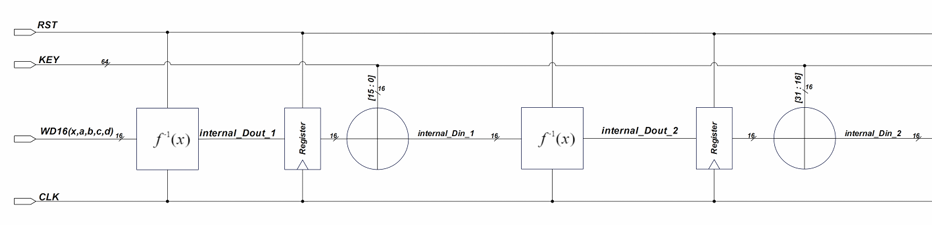 RST
KEY
64
[15 : 0]
16
[31 : 16]
16
WD16(x,a,b,c,d)
16
f⁻¹(x)
internal_Dout_1
Register
16
internal_Din_1
16
f⁻¹(x)
internal_Dout_2
Register
16
internal_Din_2
16
CLK